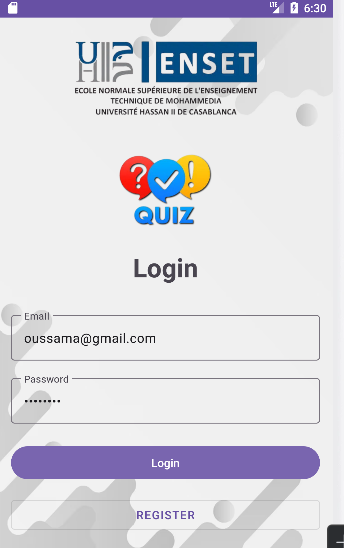 LTE 6:30
UH2C ENSET
ECOLE NORMALE SUPÉRIEURE DE L'ENSEIGNEMENT
TECHNIQUE DE MOHAMMEDIA
UNIVERSITÉ HASSAN II DE CASABLANCA
? !
QUIZ
Login
Email
oussama@gmail.com
Password
••••••••
Login
REGISTER